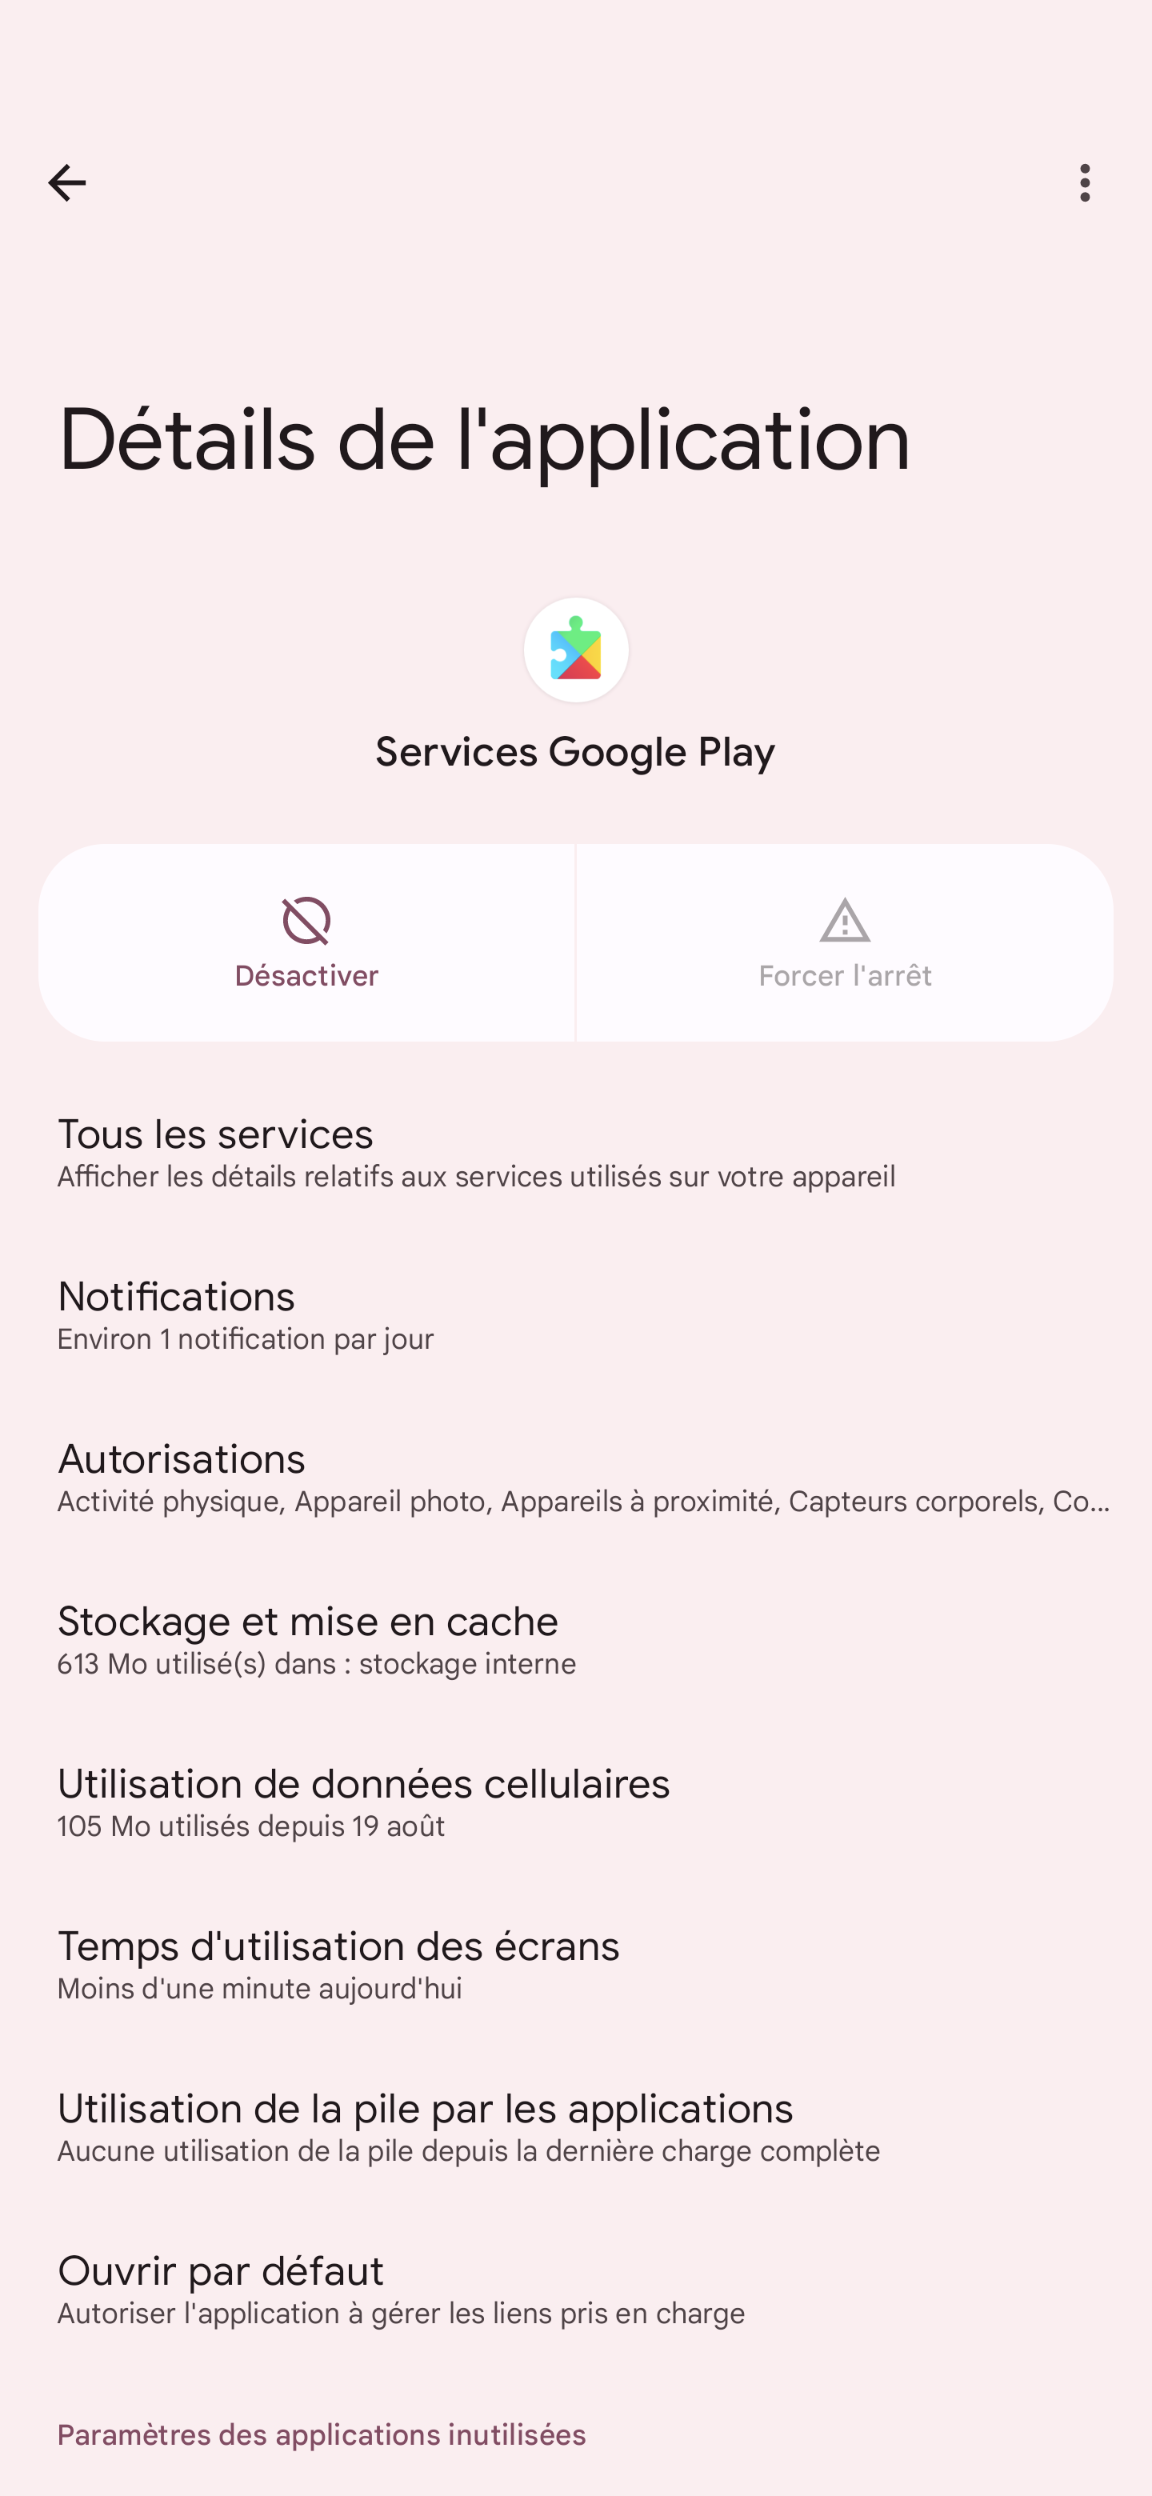 Détails de l'application
Services Google Play
Désactiver
Forcer l'arrêt
Tous les services
Afficher les détails relatifs aux services utilisés sur votre appareil
Notifications
Environ 1 notification par jour
Autorisations
Activité physique, Appareil photo, Appareils à proximité, Capteurs corporels, Co...
Stockage et mise en cache
613 Mo utilisé(s) dans : stockage interne
Utilisation de données cellulaires
105 Mo utilisés depuis 19 août
Temps d'utilisation des écrans
Moins d'une minute aujourd'hui
Utilisation de la pile par les applications
Aucune utilisation de la pile depuis la dernière charge complète
Ouvrir par défaut
Autoriser l'application à gérer les liens pris en charge
Paramètres des applications inutilisées